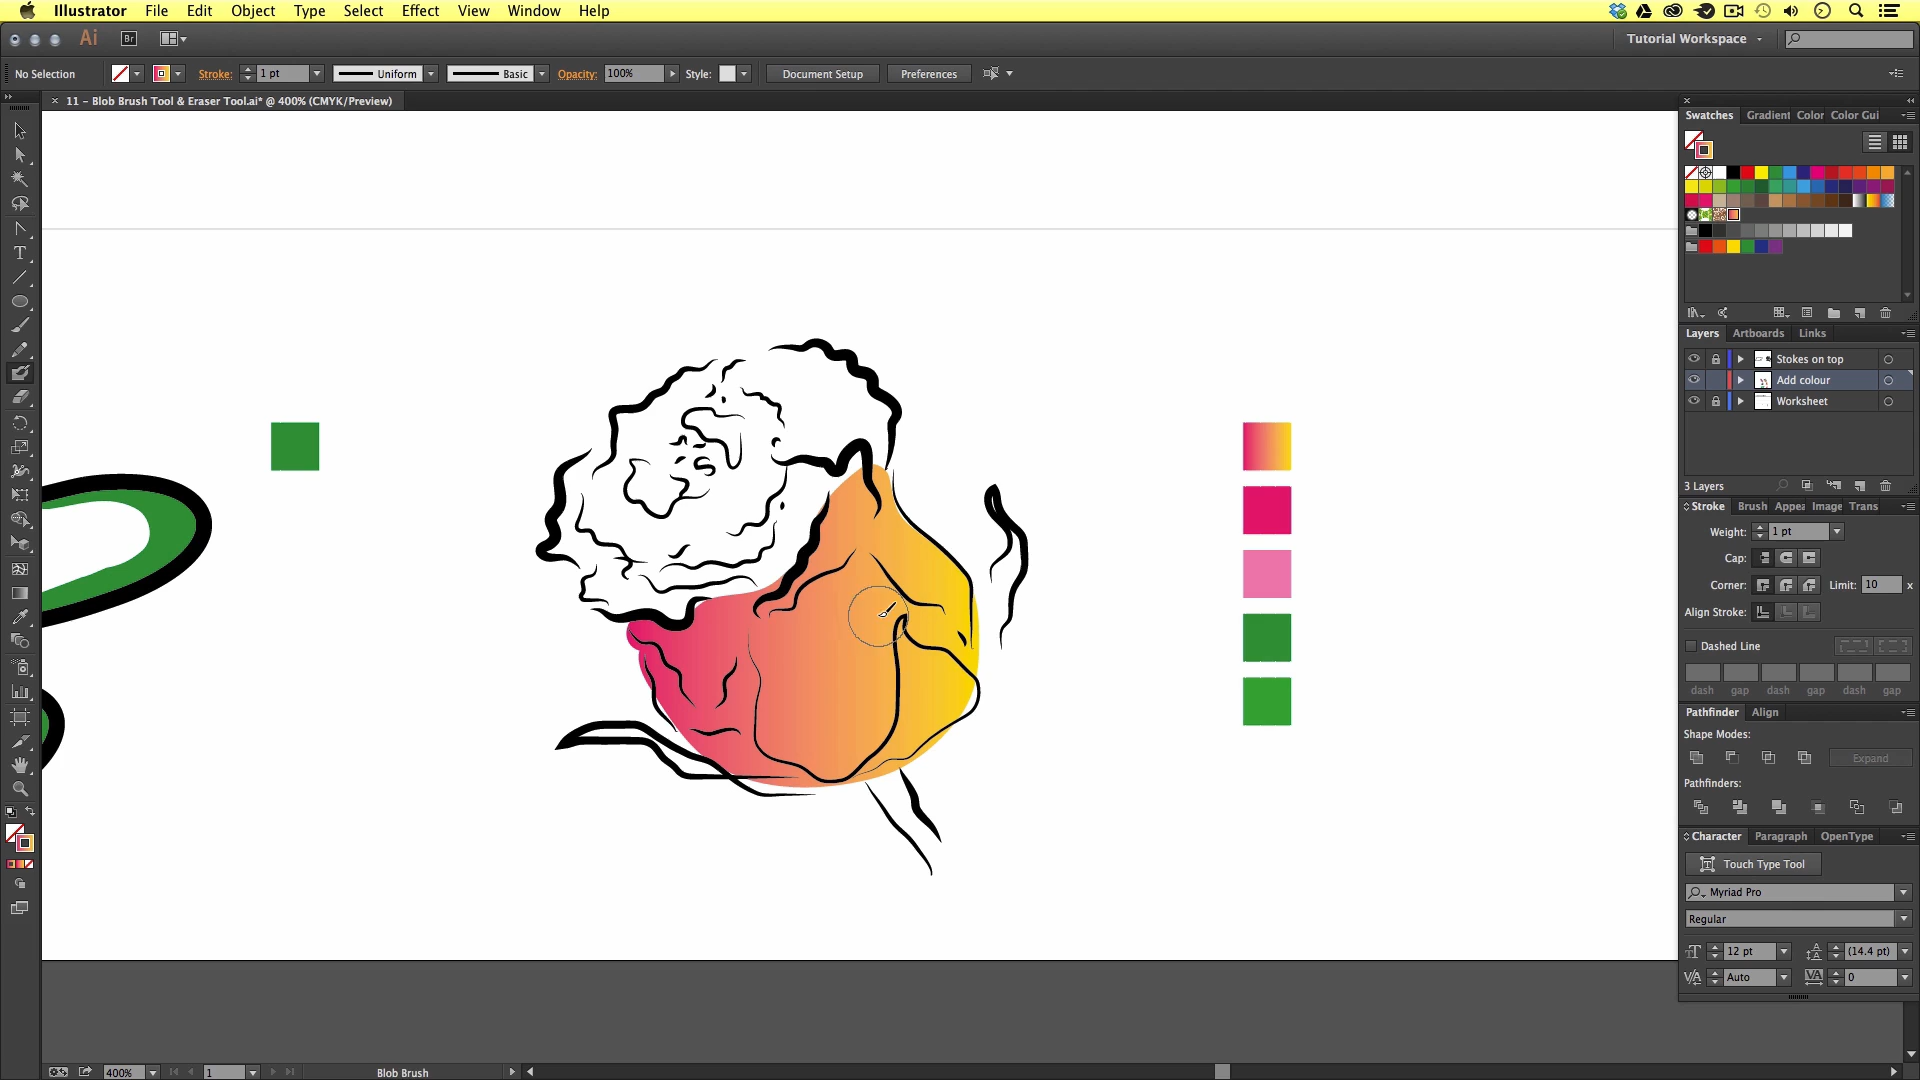 Illustrator File Edit Object Type Select Effect View Window Help
Ai Br Tutorial Workspace
No Selection Stroke: 1 pt Uniform Basic Opacity: 100% Style: Document Setup Preferences
× 11 – Blob Brush Tool & Eraser Tool.ai* @ 400% (CMYK/Preview)
Swatches Gradient Color Color Gui
Layers Artboards Links
Stokes on top
Add colour
Worksheet
3 Layers
Stroke Brush Appea Image Trans
Weight: 1 pt
Cap:
Corner: Limit: 10 x
Align Stroke:
Dashed Line
dash gap dash gap dash gap
Pathfinder Align
Shape Modes:
Expand
Pathfinders:
Character Paragraph OpenType
Touch Type Tool
Myriad Pro
Regular
12 pt (14.4 pt)
Auto 0
400% 1 Blob Brush